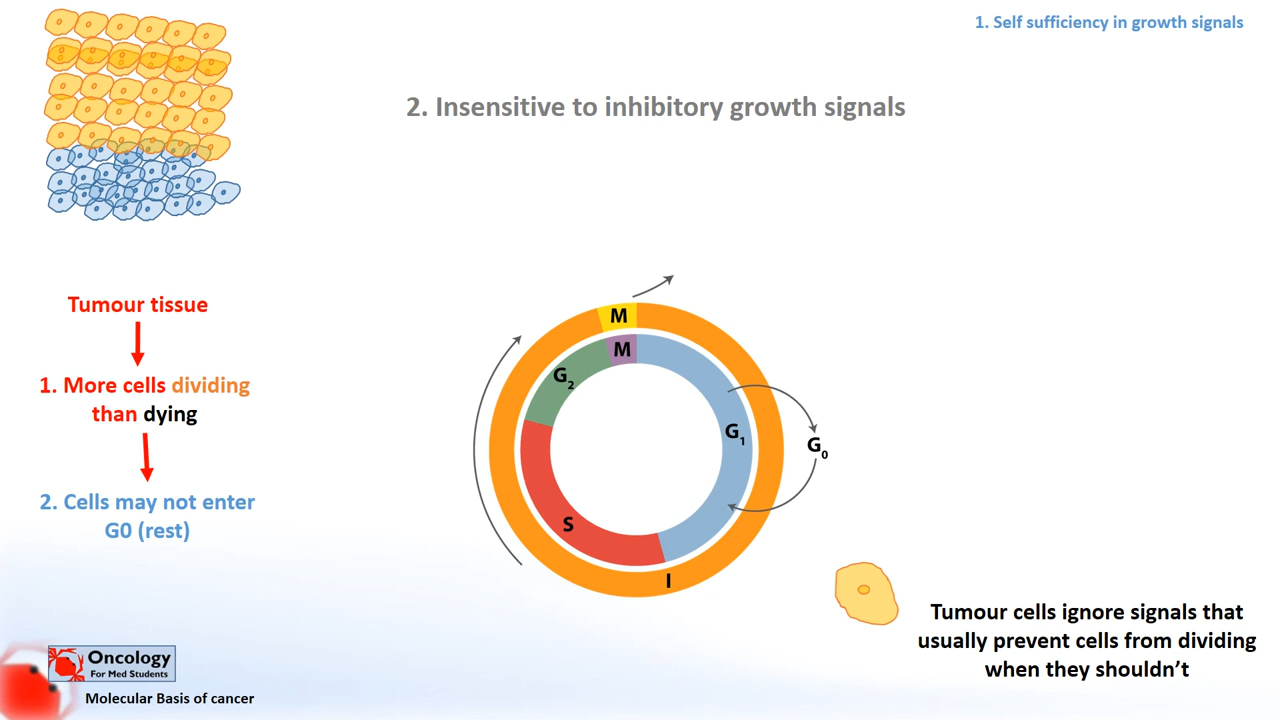 1. Self sufficiency in growth signals
2. Insensitive to inhibitory growth signals
Tumour tissue
1. More cells dividing
than dying
2. Cells may not enter
G0 (rest)
M
M
G2
G1
G0
S
I
Tumour cells ignore signals that
usually prevent cells from dividing
when they shouldn't
Oncology
For Med Students
Molecular Basis of cancer